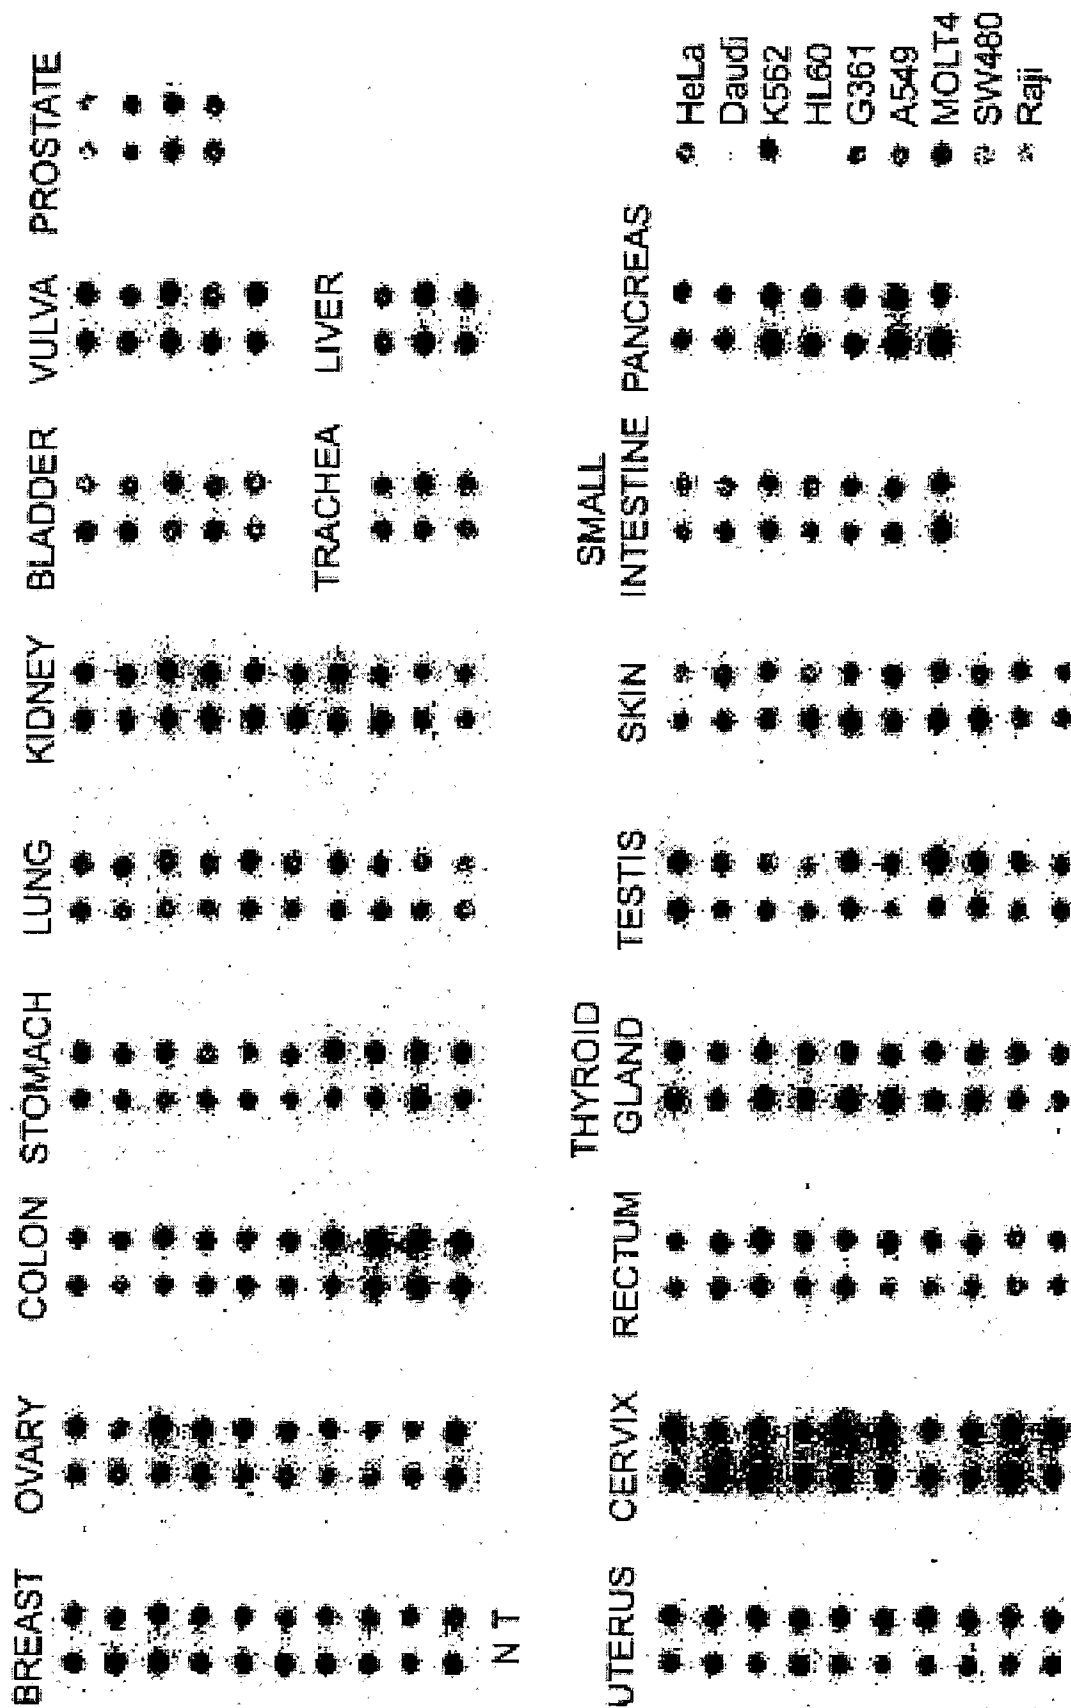 BREAST OVARY COLON STOMACH LUNG KIDNEY BLADDER VULVA PROSTATE
TRACHEA LIVER
N T
THYROID SMALL
UTERUS CERVIX RECTUM GLAND TESTIS SKIN INTESTINE PANCREAS
HeLa
Daudi
K562
HL60
G361
A549
MOLT4
SW480
Raji